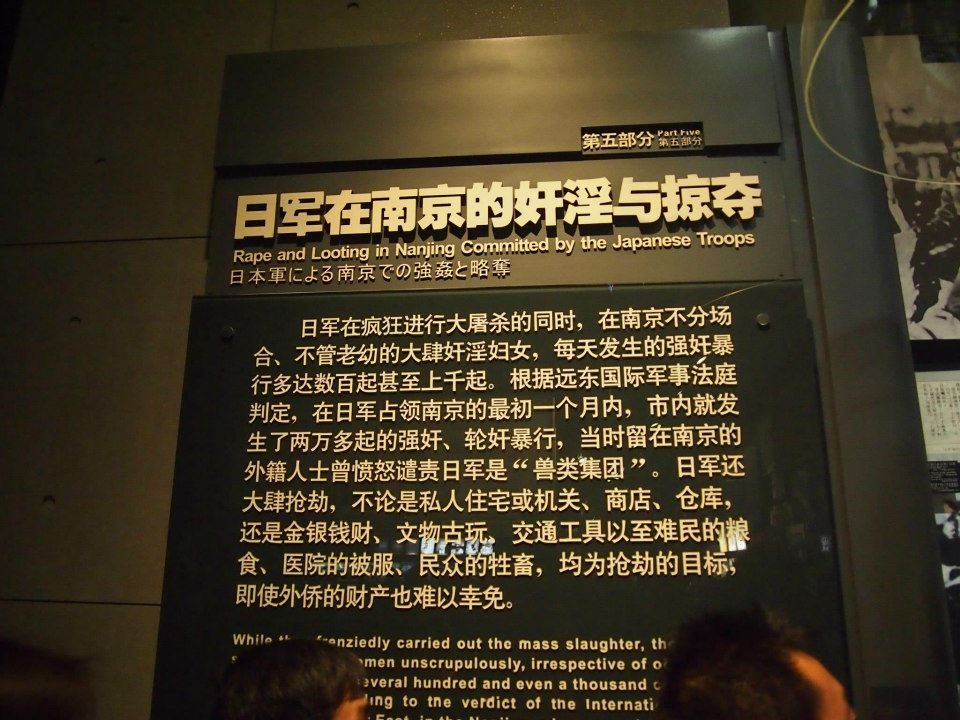 第五部分 Part Five
第五部分
日军在南京的奸淫与掠夺
Rape and Looting in Nanjing Committed by the Japanese Troops
日本軍による南京での強姦と略奪
日军在疯狂进行大屠杀的同时，在南京不分场
合、不管老幼的大肆奸淫妇女，每天发生的强奸暴
行多达数百起甚至上千起。根据远东国际军事法庭
判定，在日军占领南京的最初一个月内，市内就发
生了两万多起的强奸、轮奸暴行，当时留在南京的
外籍人士曾愤怒谴责日军是“兽类集团”。日军还
大肆抢劫，不论是私人住宅或机关、商店、仓库，
还是金银钱财、文物古玩、交通工具以至难民的粮
食、医院的被服、民众的牲畜，均为抢劫的目标，
即使外侨的财产也难以幸免。
While frenziedly carried out the mass slaughter,
unscrupulously, irrespective of
several hundred and even a thousand
to the verdict of the
in the